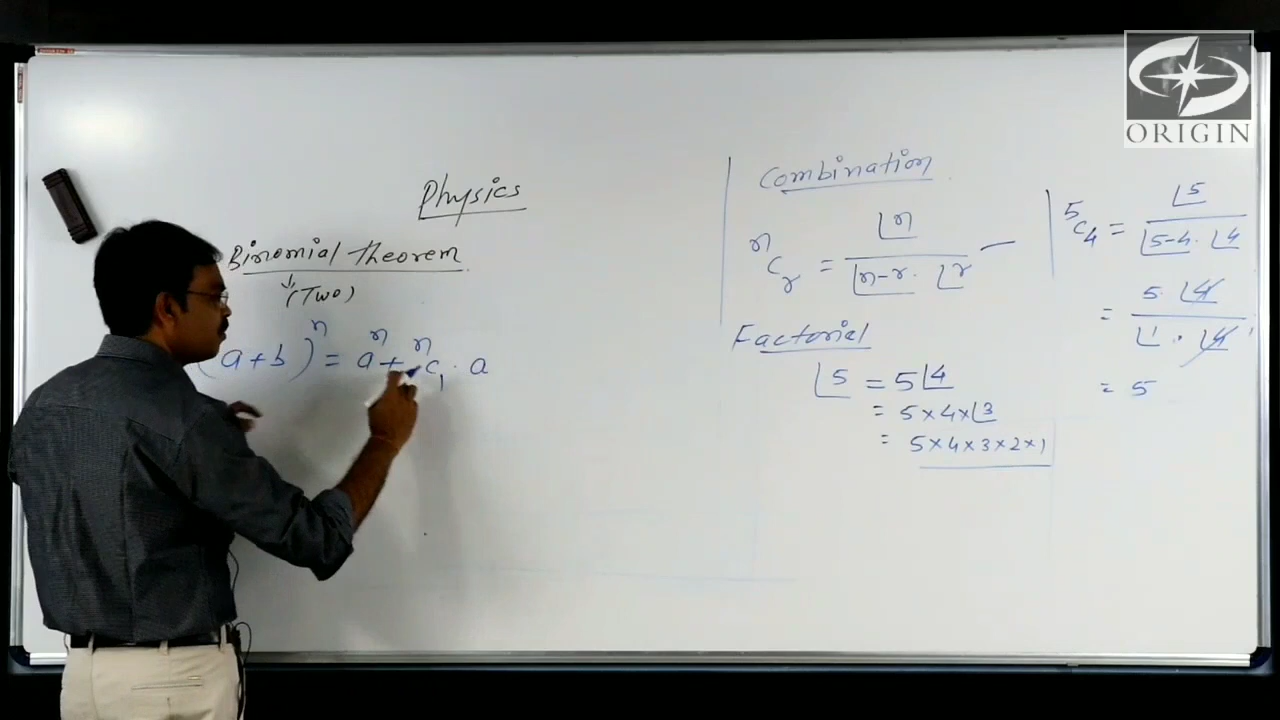 ORIGIN
Physics
Binomial theorem
(Two)
(a+b)ⁿ = aⁿ + ⁿC₁ · a
Combination
ⁿCᵣ = ⌊n / ⌊n-r · ⌊r
Factorial
⌊5 = 5⌊4
= 5×4×⌊3
= 5×4×3×2×1
⁵C₄ = ⌊5 / ⌊5-4 · ⌊4
= 5·⌊4 / ⌊1 · ⌊4
= 5